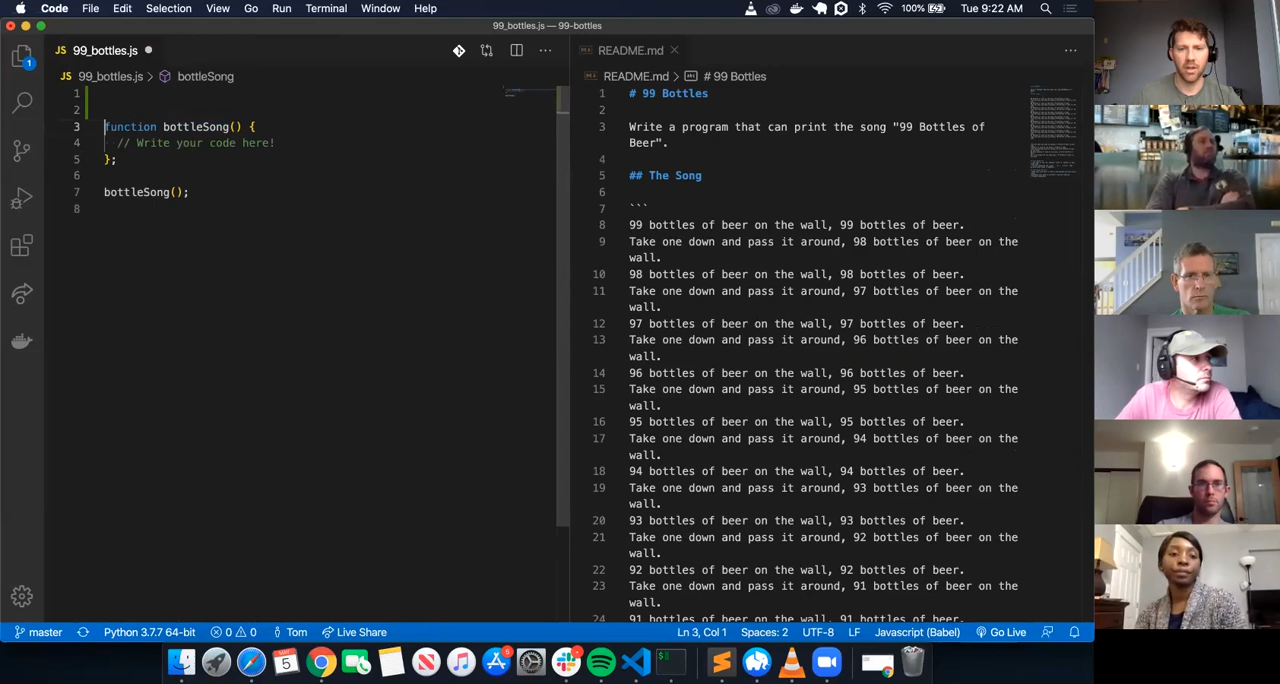 Code File Edit Selection View Go Run Terminal Window Help
100% Tue 9:22 AM
99_bottles.js — 99-bottles
JS 99_bottles.js
JS 99_bottles.js > bottleSong
1
2
3 function bottleSong() {
4 // Write your code here!
5 };
6
7 bottleSong();
8
README.md
README.md > # 99 Bottles
1 # 99 Bottles
2
3 Write a program that can print the song "99 Bottles of
Beer".
4
5 ## The Song
6
7 ```
8 99 bottles of beer on the wall, 99 bottles of beer.
9 Take one down and pass it around, 98 bottles of beer on the
wall.
10 98 bottles of beer on the wall, 98 bottles of beer.
11 Take one down and pass it around, 97 bottles of beer on the
wall.
12 97 bottles of beer on the wall, 97 bottles of beer.
13 Take one down and pass it around, 96 bottles of beer on the
wall.
14 96 bottles of beer on the wall, 96 bottles of beer.
15 Take one down and pass it around, 95 bottles of beer on the
wall.
16 95 bottles of beer on the wall, 95 bottles of beer.
17 Take one down and pass it around, 94 bottles of beer on the
wall.
18 94 bottles of beer on the wall, 94 bottles of beer.
19 Take one down and pass it around, 93 bottles of beer on the
wall.
20 93 bottles of beer on the wall, 93 bottles of beer.
21 Take one down and pass it around, 92 bottles of beer on the
wall.
22 92 bottles of beer on the wall, 92 bottles of beer.
23 Take one down and pass it around, 91 bottles of beer on the
wall.
24 91 bottles of beer on the wall, 91 bottles of beer.
1
master Python 3.7.7 64-bit 0 0 Tom Live Share Ln 3, Col 1 Spaces: 2 UTF-8 LF Javascript (Babel) Go Live
MAY
5
6